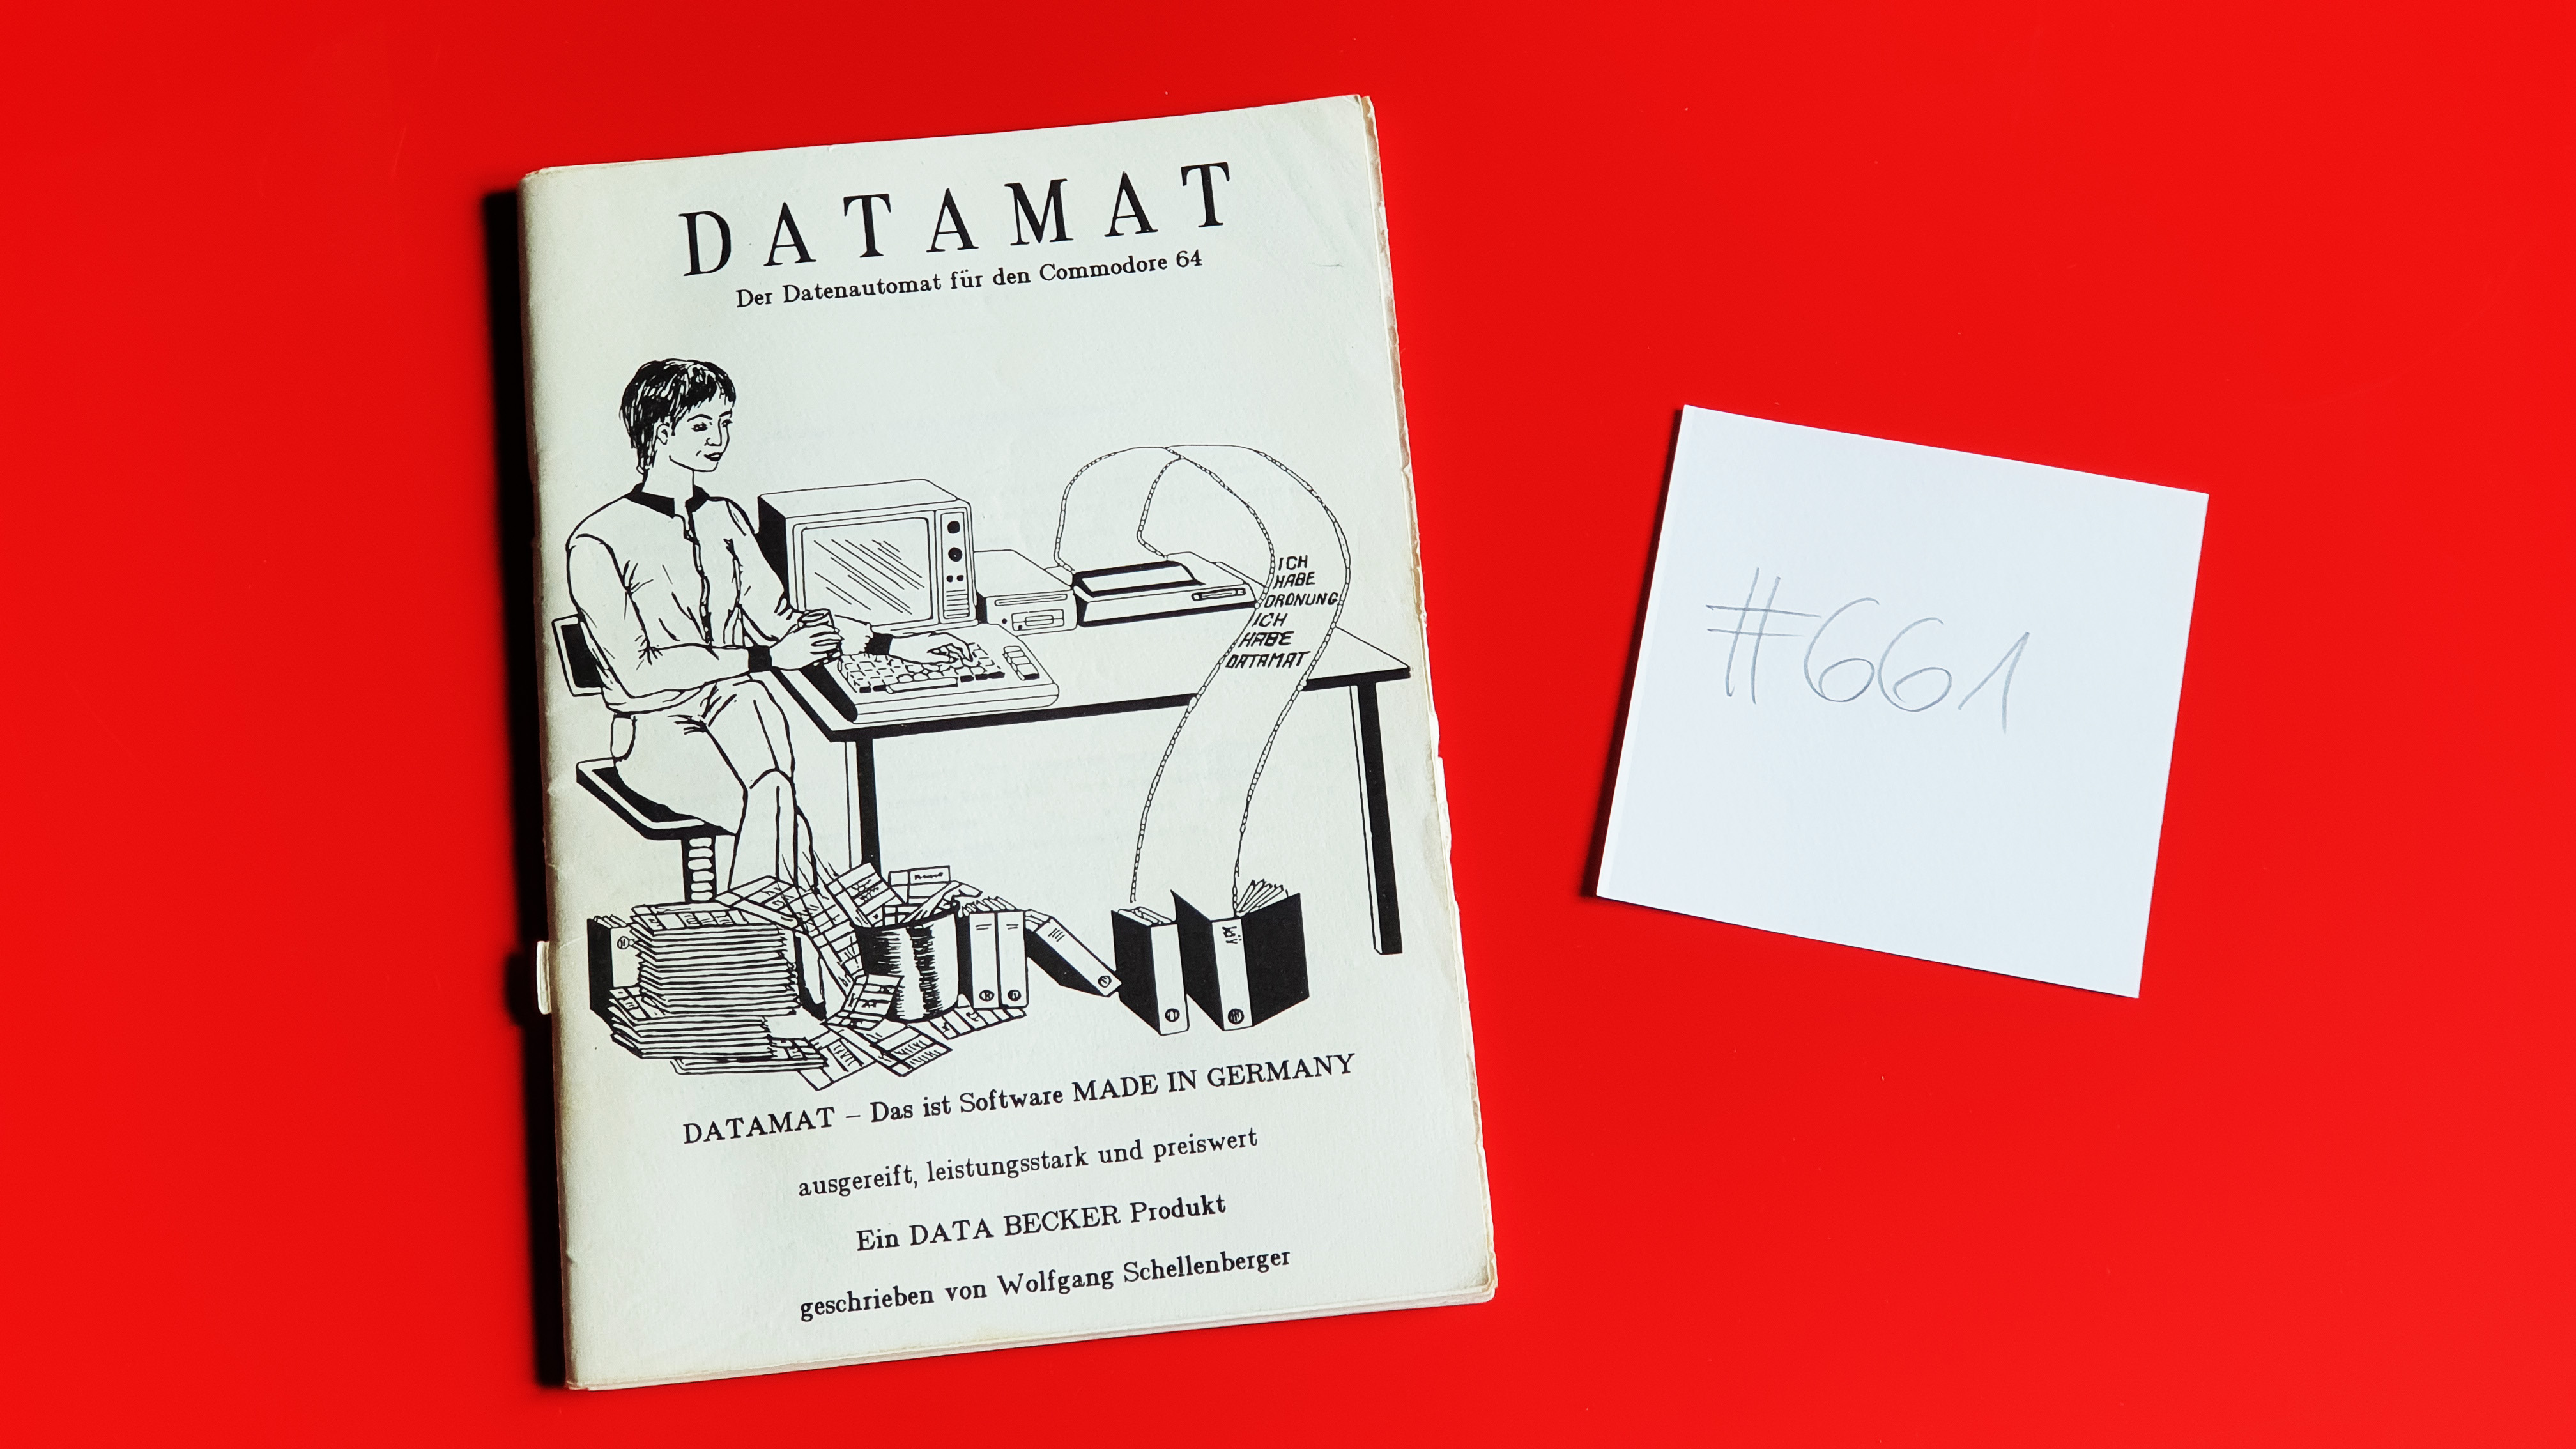 DATAMAT
Der Datenautomat für den Commodore 64
ICH
HABE
ORDNUNG
ICH
HABE
DATAMAT
DATAMAT – Das ist Software MADE IN GERMANY
ausgereift, leistungsstark und preiswert
Ein DATA BECKER Produkt
geschrieben von Wolfgang Schellenberger
#661